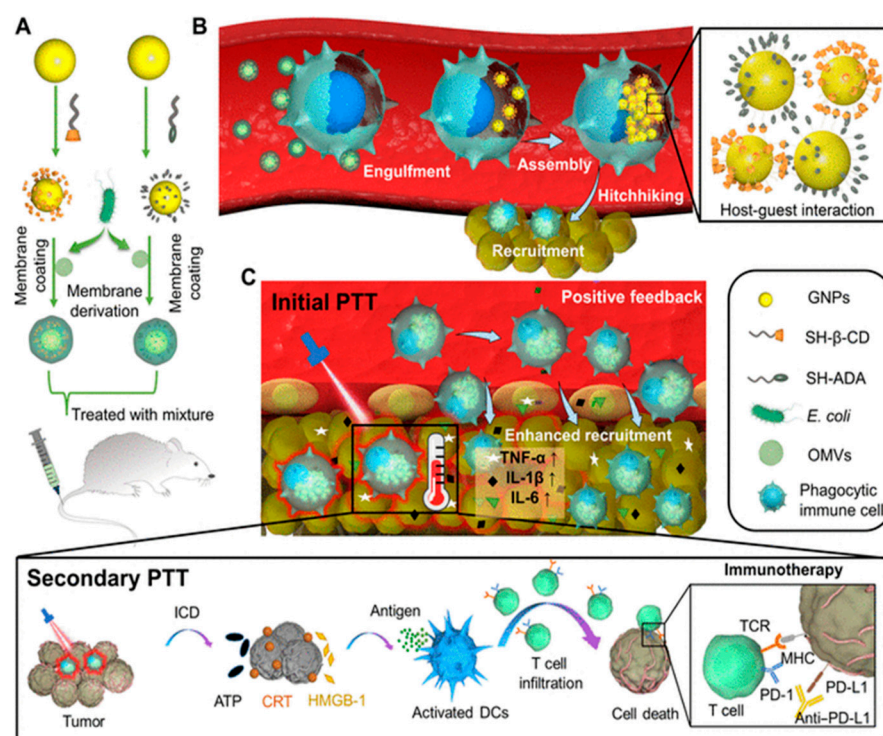 A
Membrane
coating
Membrane
coating
Membrane
derivation
Treated with mixture
B
Engulfment
Assembly
Hitchhiking
Recruitment
Host-guest interaction
C
Initial PTT
Positive feedback
Enhanced recruitment
TNF-α ↑
IL-1β ↑
IL-6 ↑
GNPs
SH-β-CD
SH-ADA
E. coli
OMVs
Phagocytic
immune cell
Secondary PTT
Tumor
ICD
ATP
CRT
HMGB-1
Antigen
Activated DCs
T cell
infiltration
Cell death
Immunotherapy
TCR
MHC
PD-1
PD-L1
T cell
Anti–PD-L1